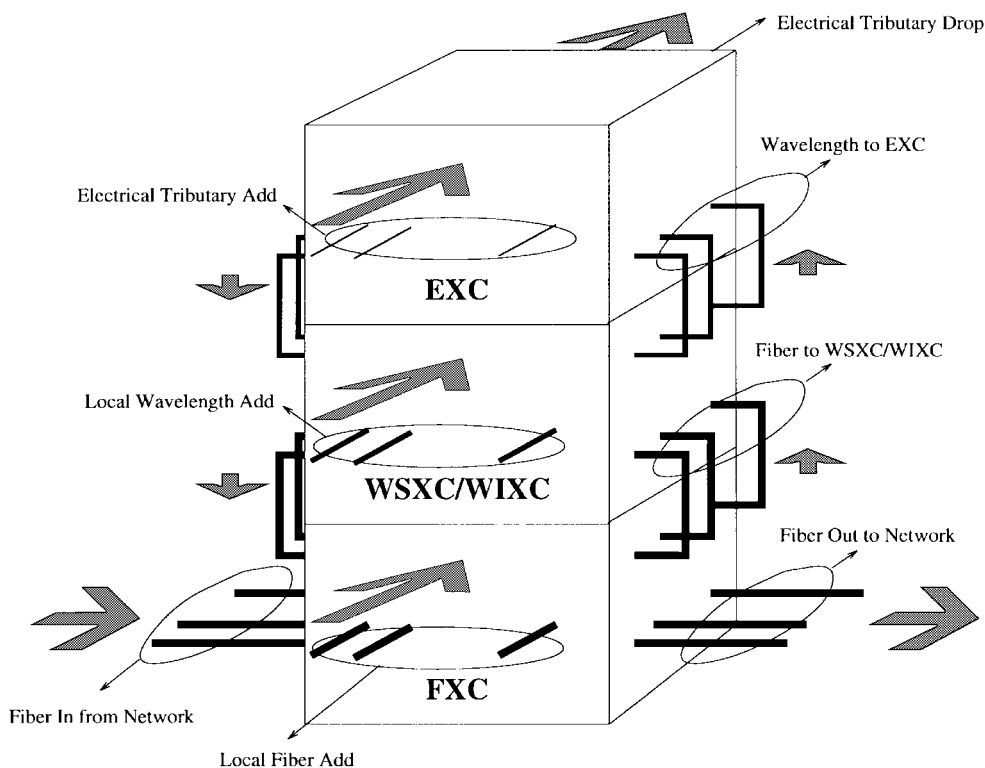 Electrical Tributary Drop
Wavelength to EXC
Electrical Tributary Add
EXC
Fiber to WSXC/WIXC
Local Wavelength Add
WSXC/WIXC
Fiber Out to Network
FXC
Fiber In from Network
Local Fiber Add